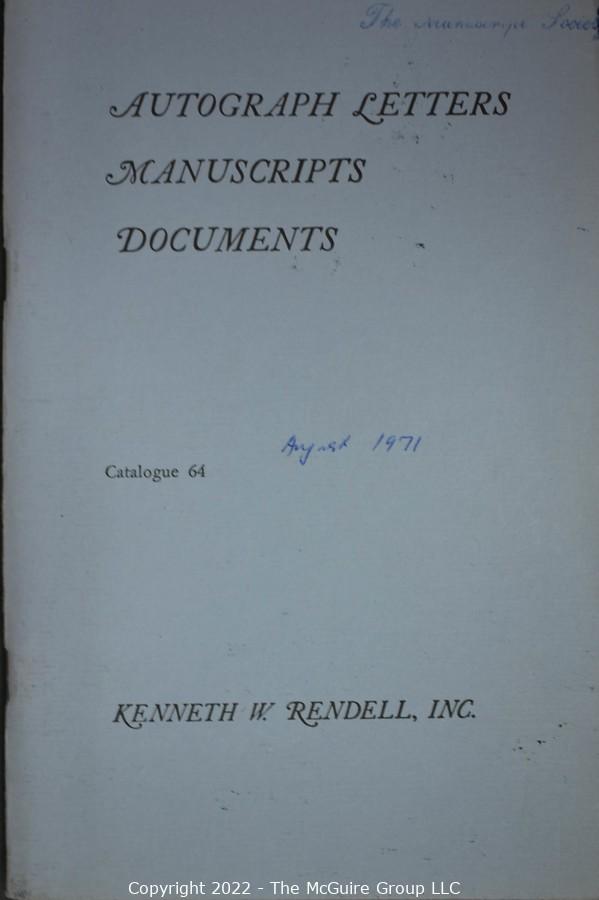 The Manuscript Society
AUTOGRAPH LETTERS
MANUSCRIPTS
DOCUMENTS
August 1971
Catalogue 64
KENNETH W. RENDELL, INC.
Copyright 2022 - The McGuire Group LLC